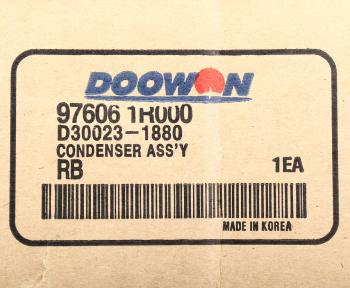 DOOWON
97606 1R000
D30023-1880
CONDENSER ASS'Y
RB 1EA
MADE IN KOREA